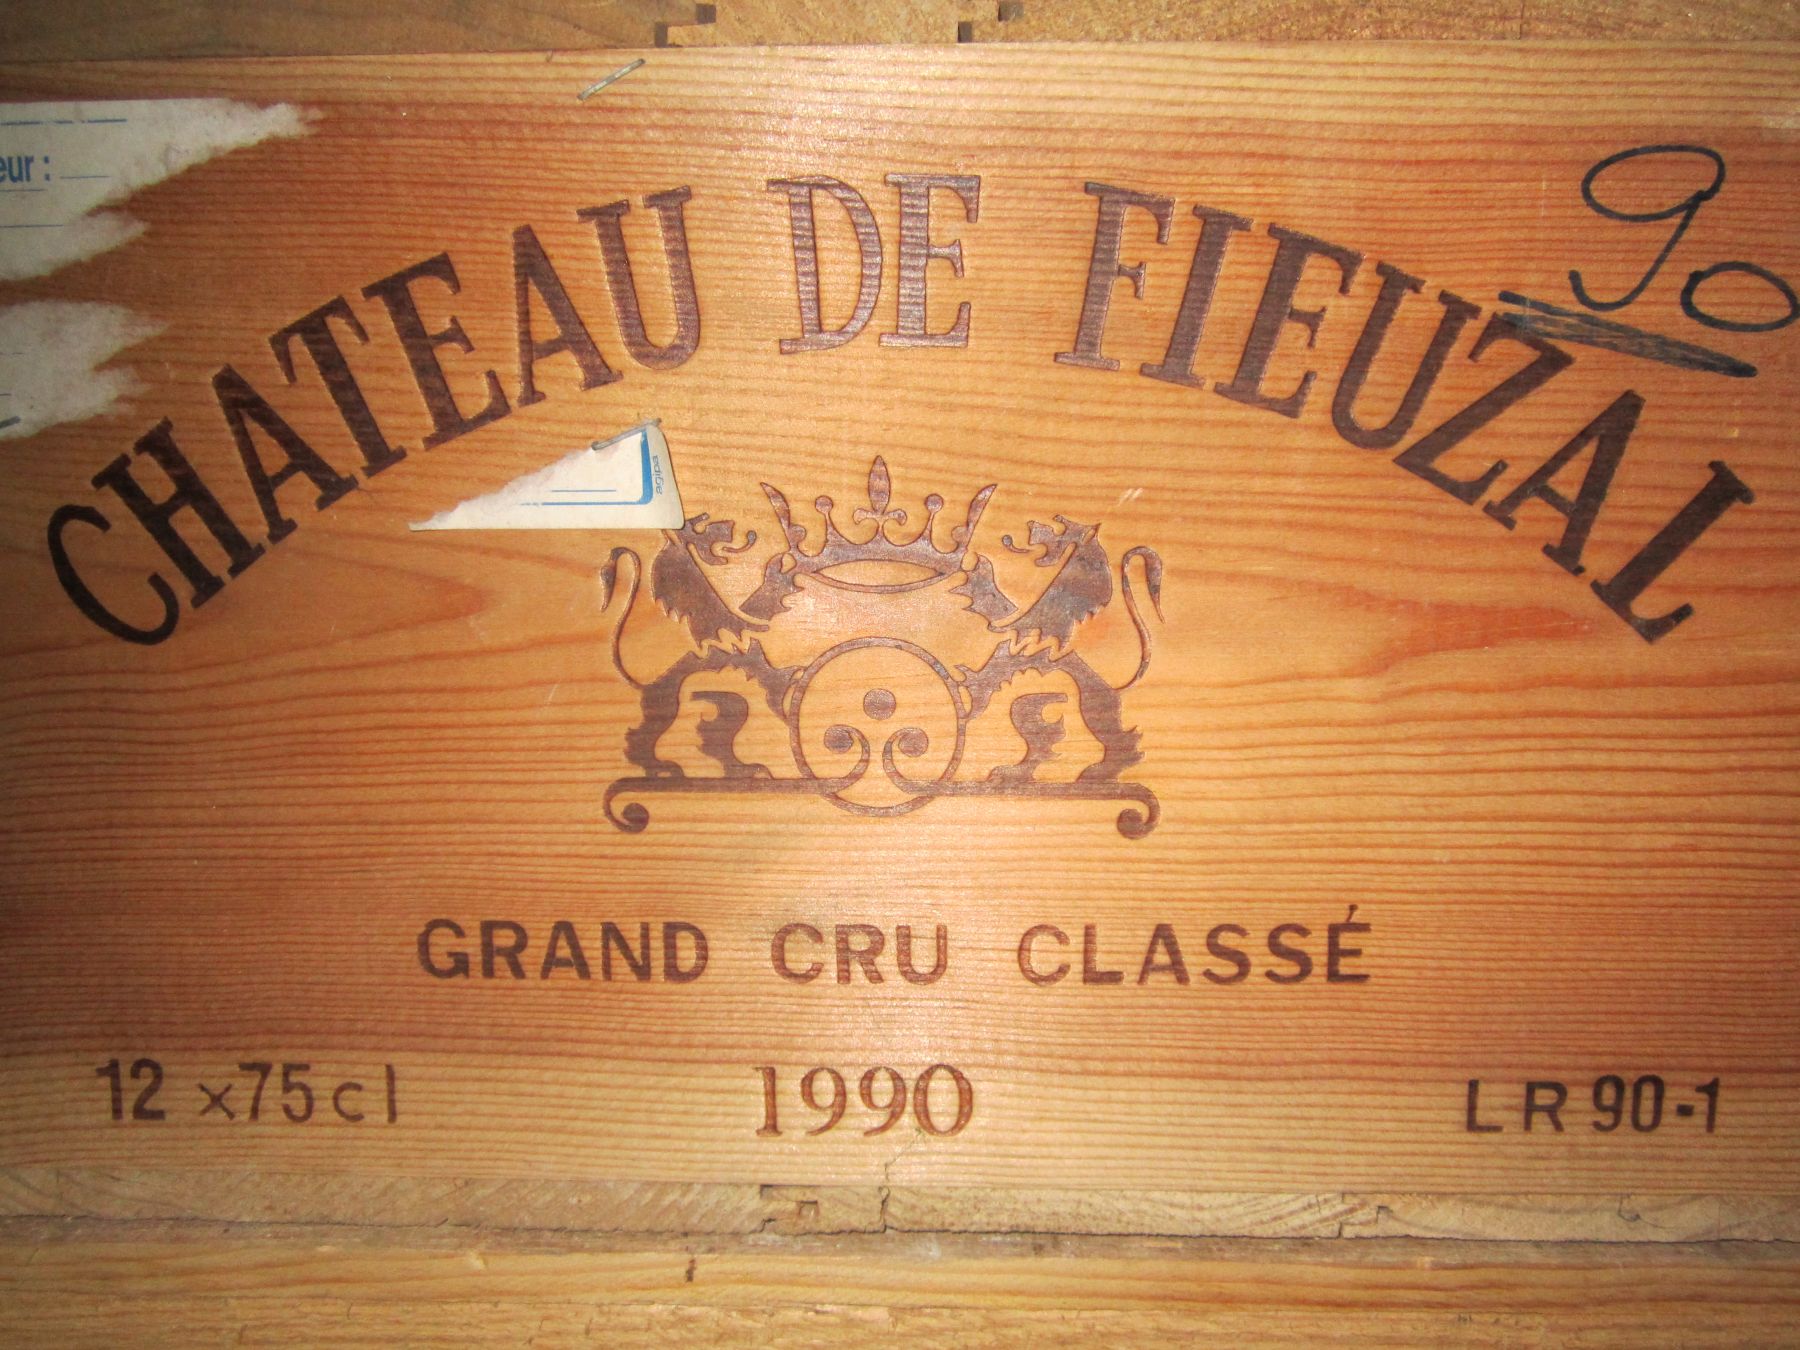 eur :
CHATEAU DE FIEUZAL
90
agipa
GRAND CRU CLASSÉ
12 x75 cl
1990
LR 90-1